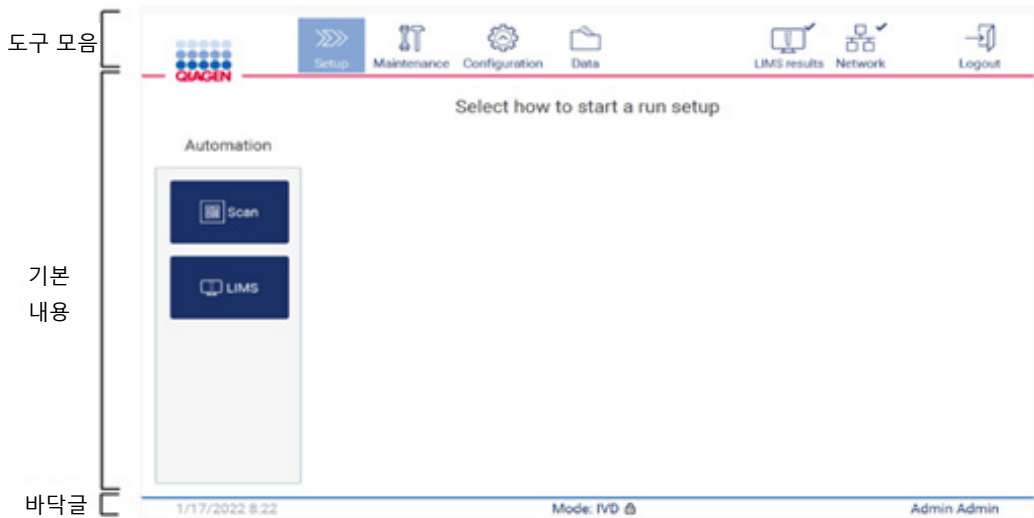 도구 모음
QIAGEN
Setup
Maintenance
Configuration
Data
LIMS results
Network
Logout
Select how to start a run setup
Automation
Scan
LIMS
기본
내용
바닥글
1/17/2022 8:22
Mode: IVD
Admin Admin